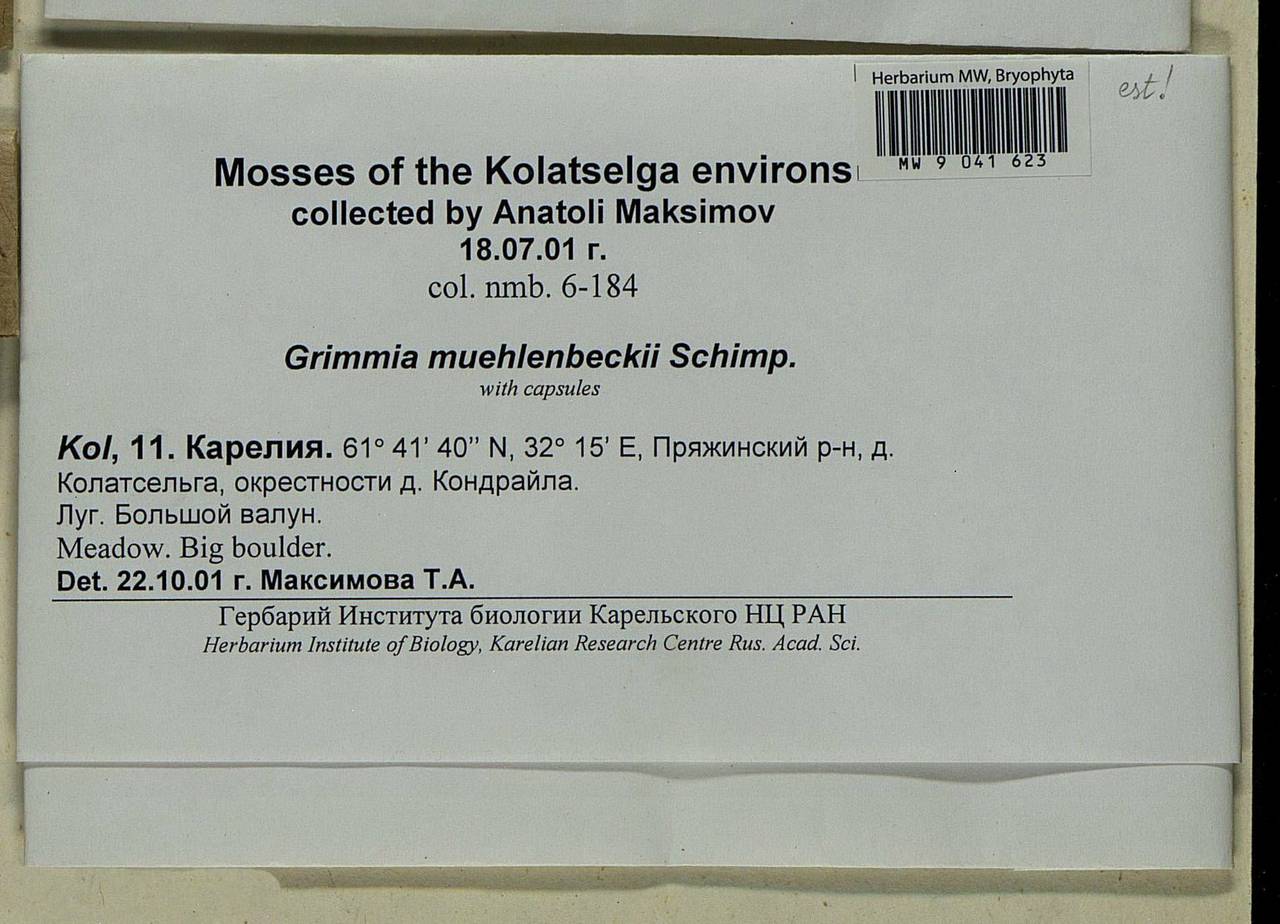 Herbarium MW, Bryophyta
MW 9 041 623
est!
Mosses of the Kolatselga environs
collected by Anatoli Maksimov
18.07.01 г.
col. nmb. 6-184
Grimmia muehlenbeckii Schimp.
with capsules
Kol, 11. Карелия. 61° 41’ 40’’ N, 32° 15’ E, Пряжинский р-н, д.
Колатсельга, окрестности д. Кондрайла.
Луг. Большой валун.
Meadow. Big boulder.
Det. 22.10.01 г. Максимова Т.А.
Гербарий Института биологии Карельского НЦ РАН
Herbarium Institute of Biology, Karelian Research Centre Rus. Acad. Sci.